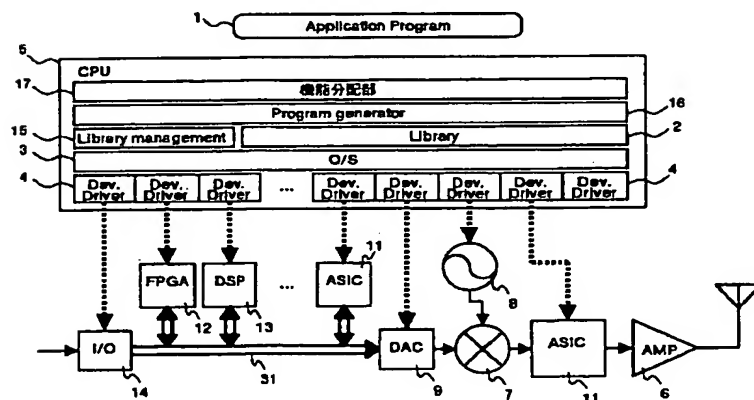 1 Application Program
5
CPU
17 機能分配部
Program generator 16
15 Library management Library 2
3 O/S
4 Dev. Driver Dev. Driver Dev. Driver ... Dev. Driver Dev. Driver Dev. Driver Dev. Driver Dev. Driver 4
FPGA DSP ... ASIC 11
12 13 8
I/O DAC ASIC AMP
14 31 9 7 11 6